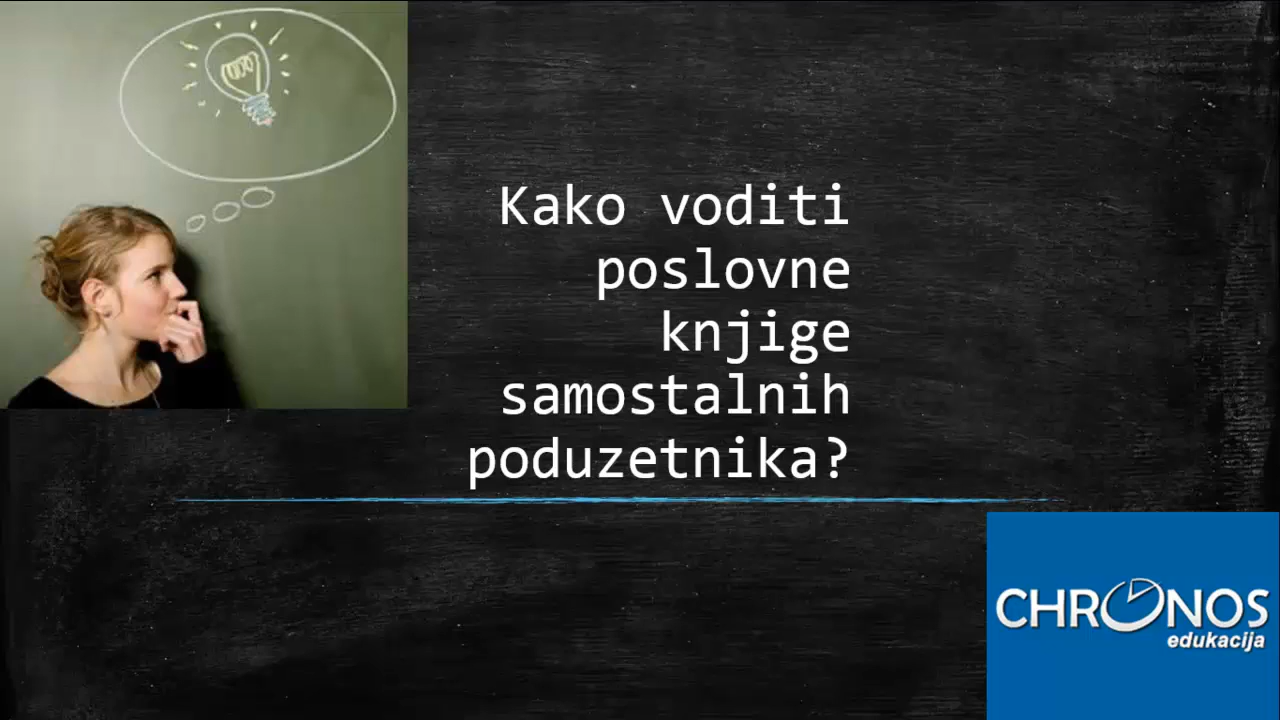 Kako voditi
poslovne
knjige
samostalnih
poduzetnika?
CHRONOS
edukacija